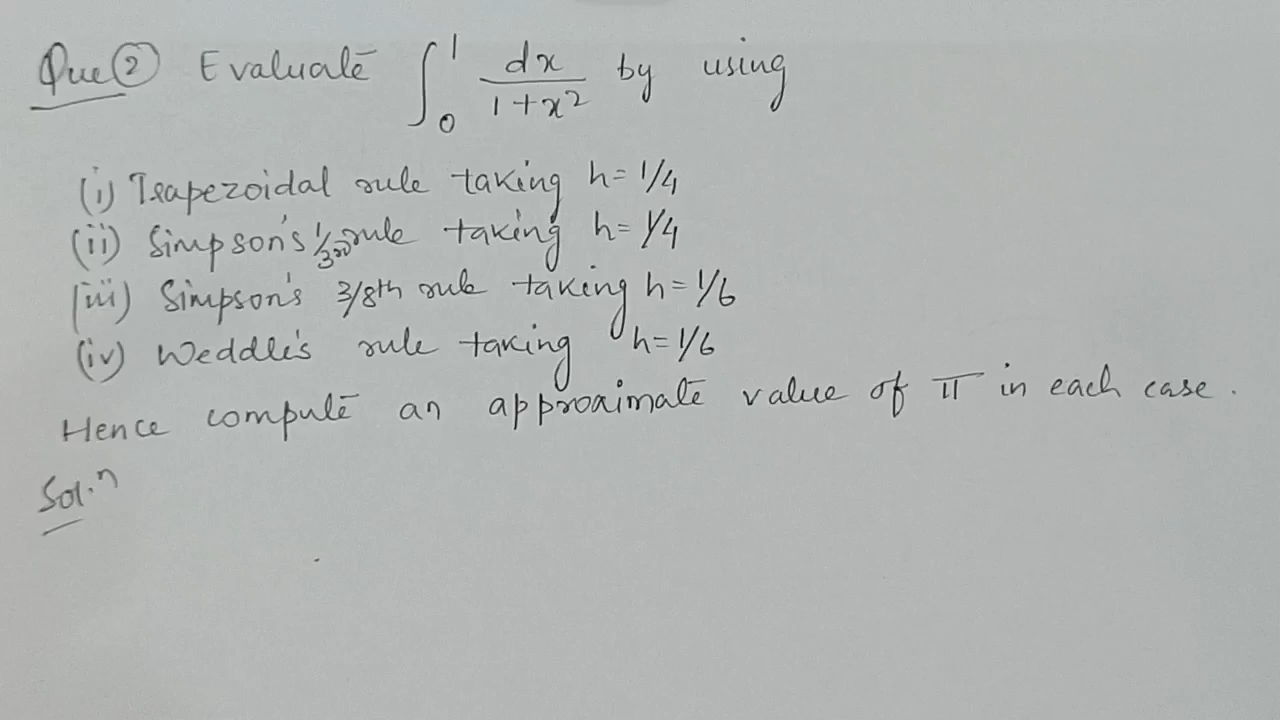 Que ② Evaluate ∫₀¹ dx/(1+x²) by using
(i) Trapezoidal rule taking h= 1/4
(ii) Simpson's 1/3rd rule taking h= 1/4
(iii) Simpson's 3/8th rule taking h= 1/6
(iv) Weddle's rule taking h= 1/6
Hence compute an approximate value of π in each case.
Sol.n